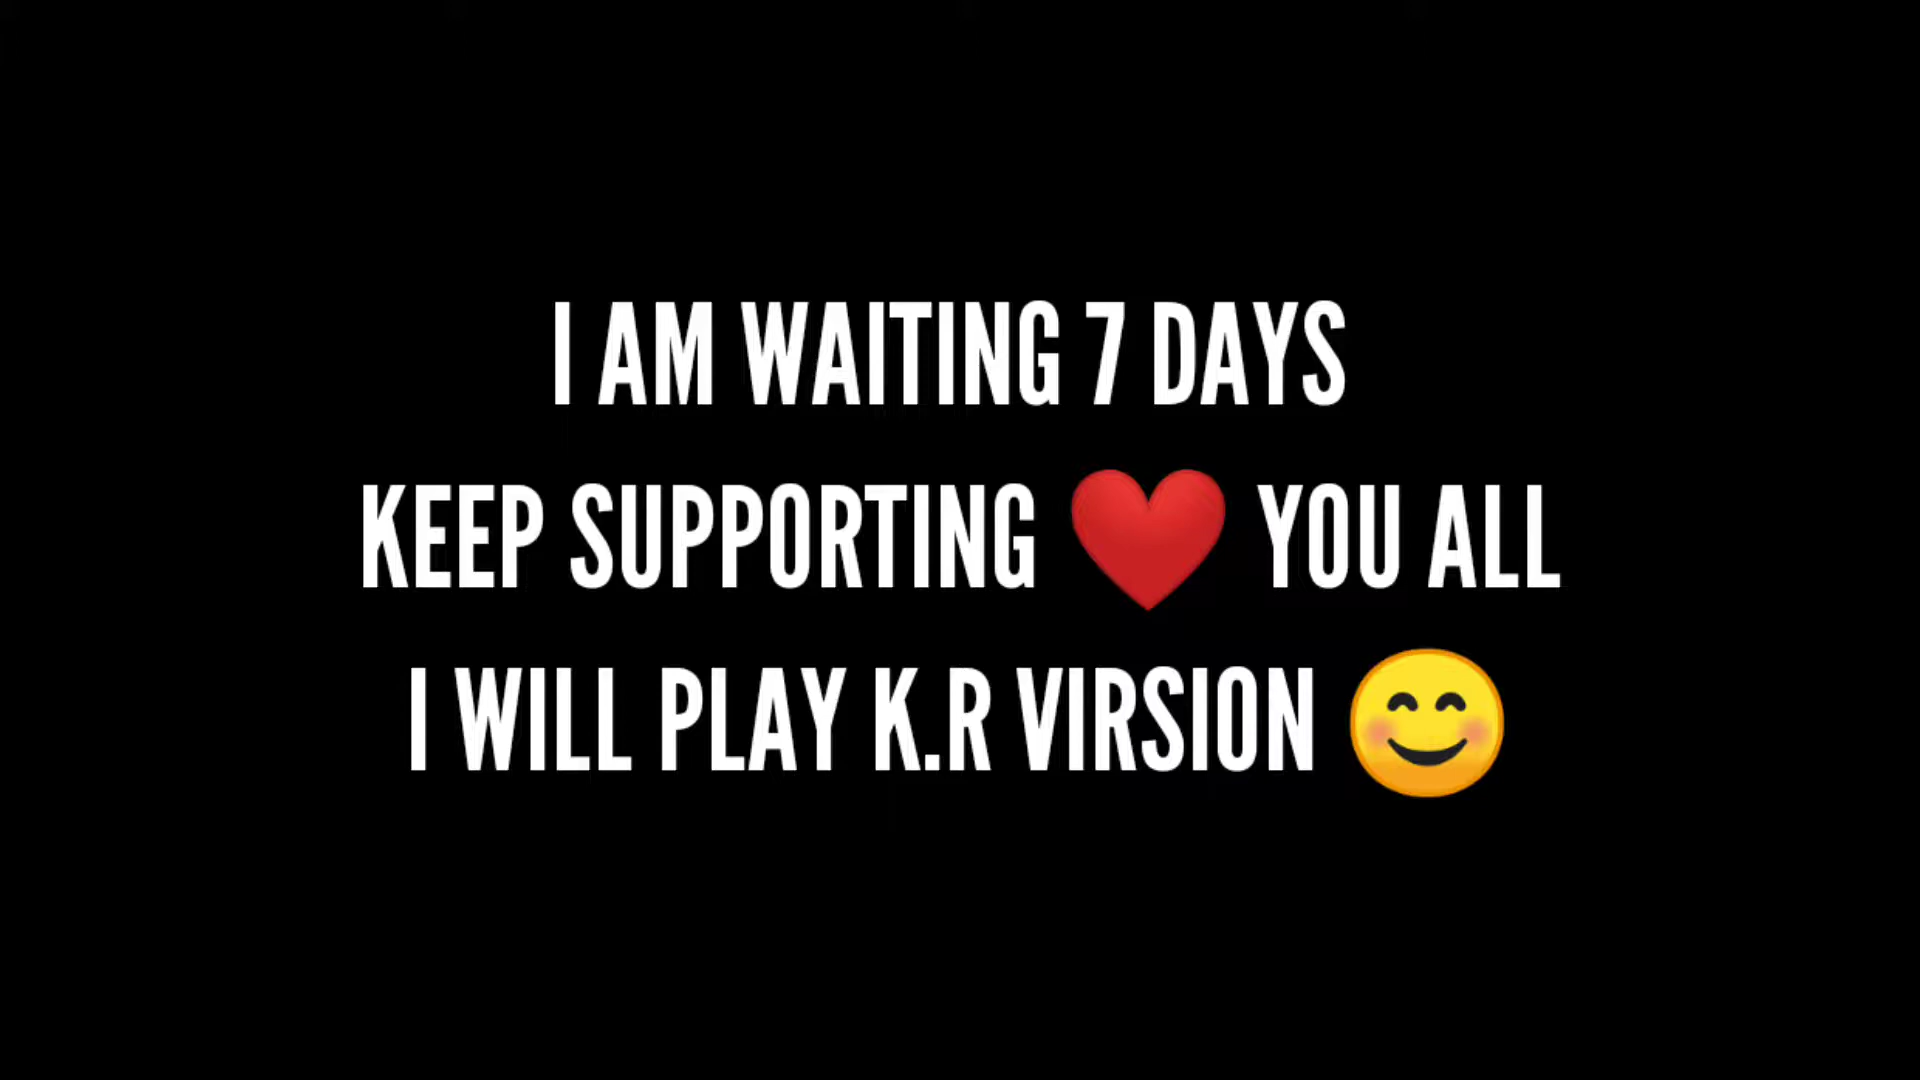 I AM WAITING 7 DAYS
KEEP SUPPORTING ❤️ YOU ALL
I WILL PLAY K.R VIRSION 😊